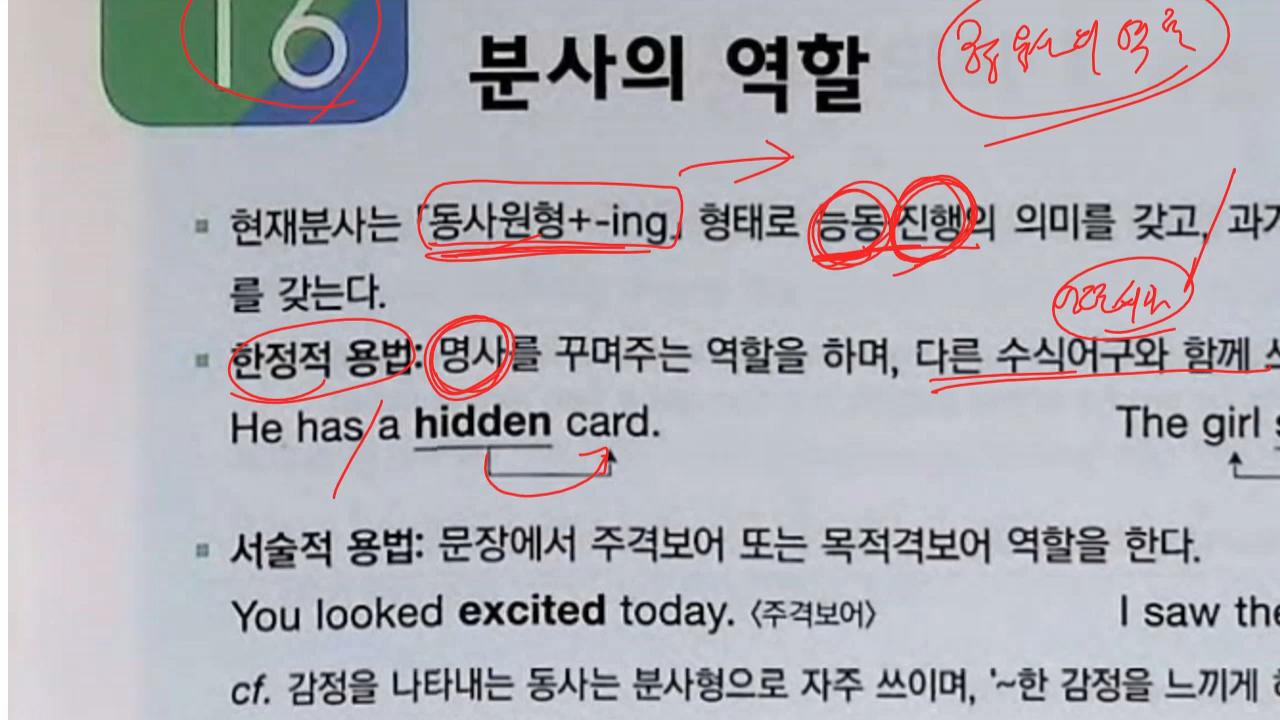 16
분사의 역할
현재분사는 「동사원형+-ing」 형태로 능동 진행의 의미를 갖고, 과거
를 갖는다.
한정적 용법: 명사를 꾸며주는 역할을 하며, 다른 수식어구와 함께
He has a hidden card.
The girl
서술적 용법: 문장에서 주격보어 또는 목적격보어 역할을 한다.
You looked excited today. 〈주격보어〉
I saw the
cf. 감정을 나타내는 동사는 분사형으로 자주 쓰이며, '~한 감정을 느끼게